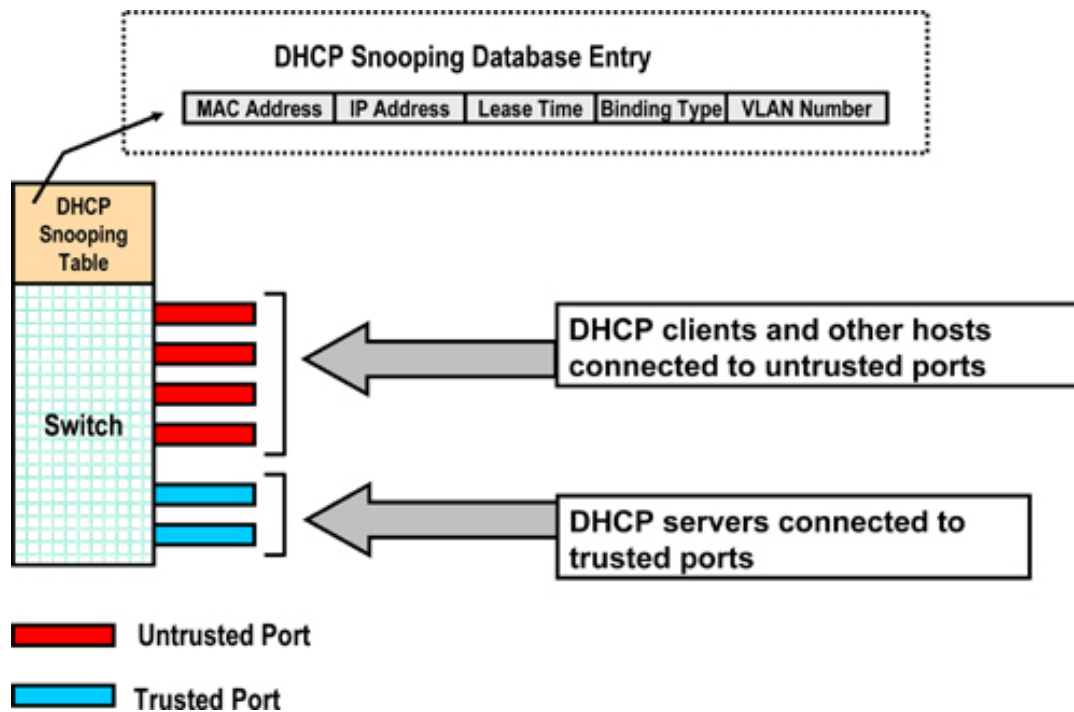 DHCP Snooping Database Entry
MAC Address IP Address Lease Time Binding Type VLAN Number
DHCP
Snooping
Table
Switch
DHCP clients and other hosts
connected to untrusted ports
DHCP servers connected to
trusted ports
Untrusted Port
Trusted Port